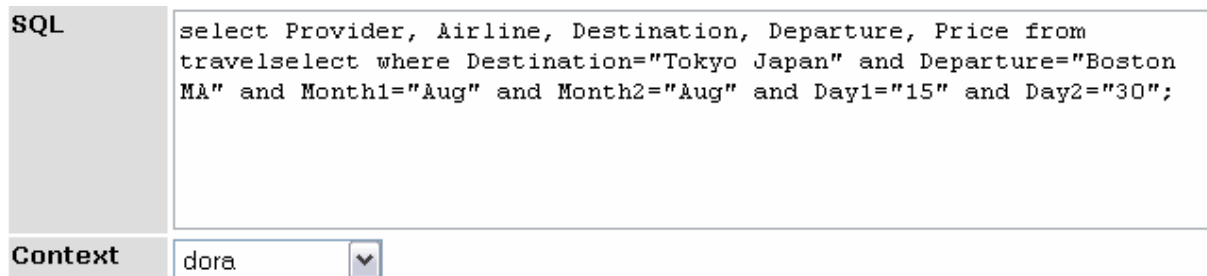 SQL
select Provider, Airline, Destination, Departure, Price from
travelselect where Destination="Tokyo Japan" and Departure="Boston
MA" and Month1="Aug" and Month2="Aug" and Day1="15" and Day2="30";
Context
dora